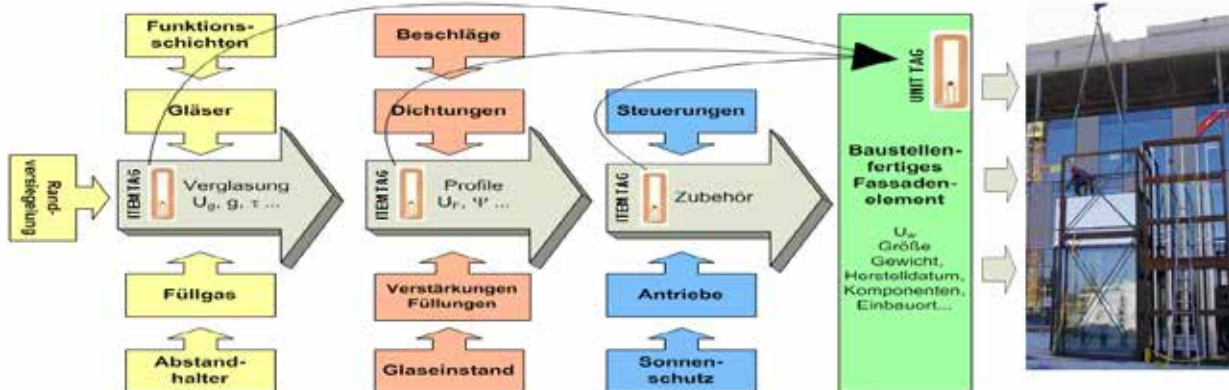 Funktions-
schichten
Gläser
Rand-
versiegelung
ITEM TAG
Verglasung
Ug, g, τ ...
Füllgas
Abstand-
halter
Beschläge
Dichtungen
ITEM TAG
Profile
UF, Ψ ...
Verstärkungen
Füllungen
Glaseinstand
Steuerungen
ITEM TAG
Zubehör
Antriebe
Sonnen-
schutz
UNIT TAG
Baustellen-
fertiges
Fassaden-
element
Uw
Größe
Gewicht,
Herstelldatum,
Komponenten,
Einbauort...